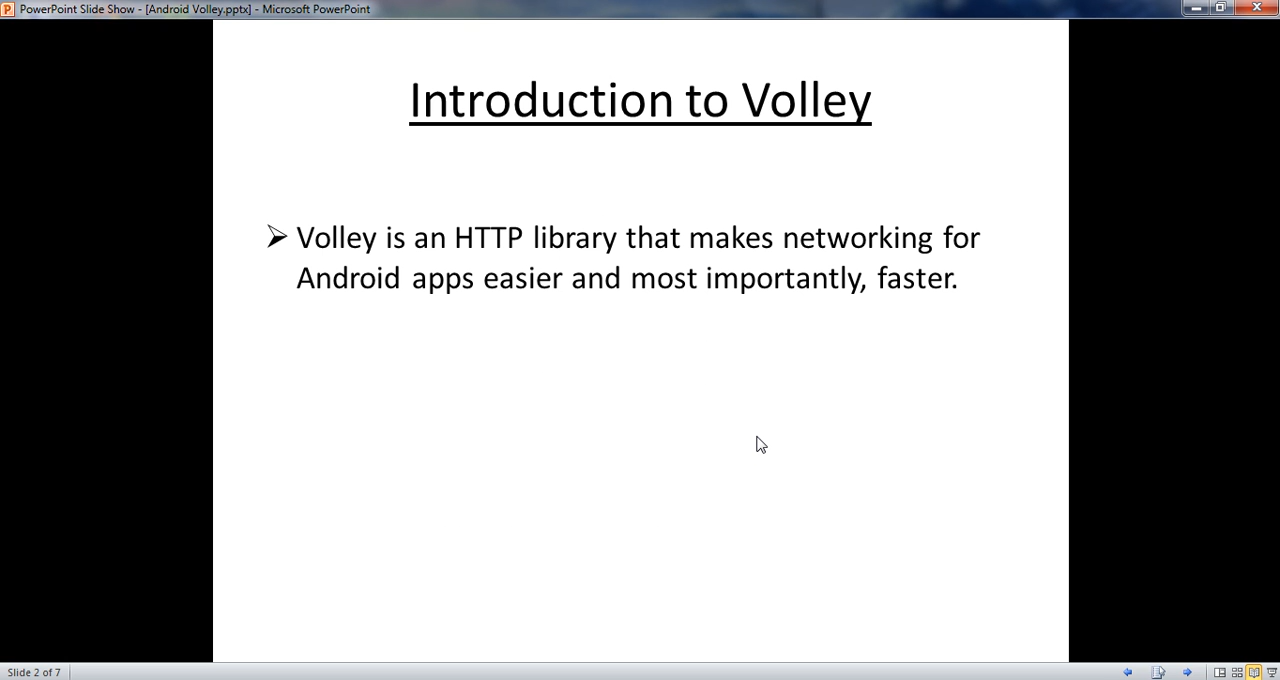 PowerPoint Slide Show - [Android Volley.pptx] - Microsoft PowerPoint
Introduction to Volley
➢ Volley is an HTTP library that makes networking for
Android apps easier and most importantly, faster.
Slide 2 of 7